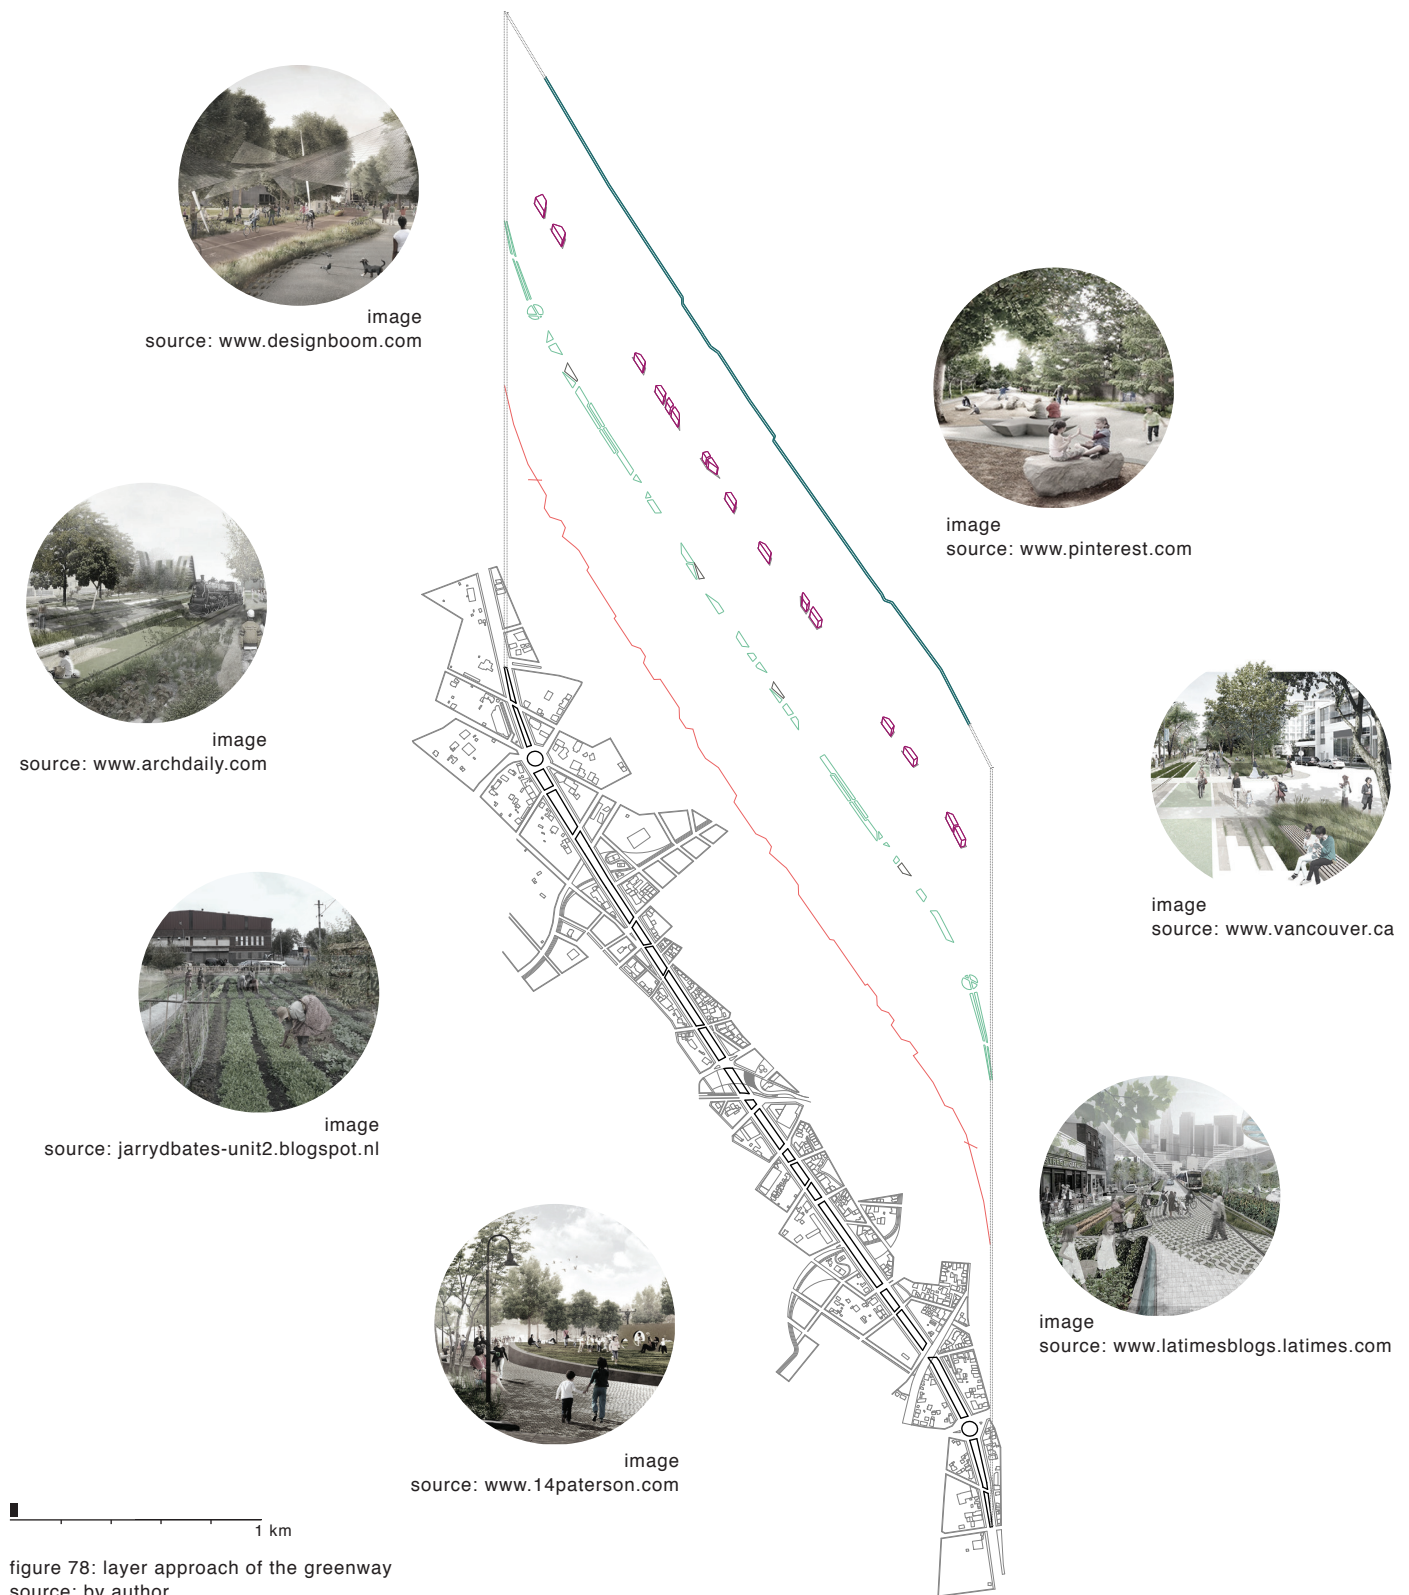 image
source: www.designboom.com
image
source: www.pinterest.com
image
source: www.archdaily.com
image
source: www.vancouver.ca
image
source: jarrydbates-unit2.blogspot.nl
image
source: www.latimesblogs.latimes.com
image
source: www.14paterson.com
1 km
figure 78: layer approach of the greenway
source: by author